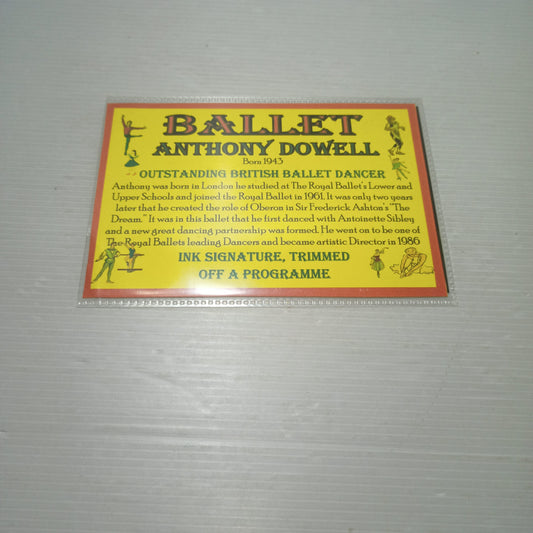 BALLET
ANTHONY DOWELL
Born 1943
OUTSTANDING BRITISH BALLET DANCER
Anthony was born in London he studied at The Royal Ballet's Lower and
Upper Schools and joined the Royal Ballet in 1961. It was only two years
later that he created the role of Oberon in Sir Frederick Ashton's "The
Dream," It was in this ballet that he first danced with Antoinette Sibley
and a new great dancing partnership was formed. He went on to be one of
The Royal Ballets leading Dancers and became artistic Director in 1986
INK SIGNATURE, TRIMMED
OFF A PROGRAMME